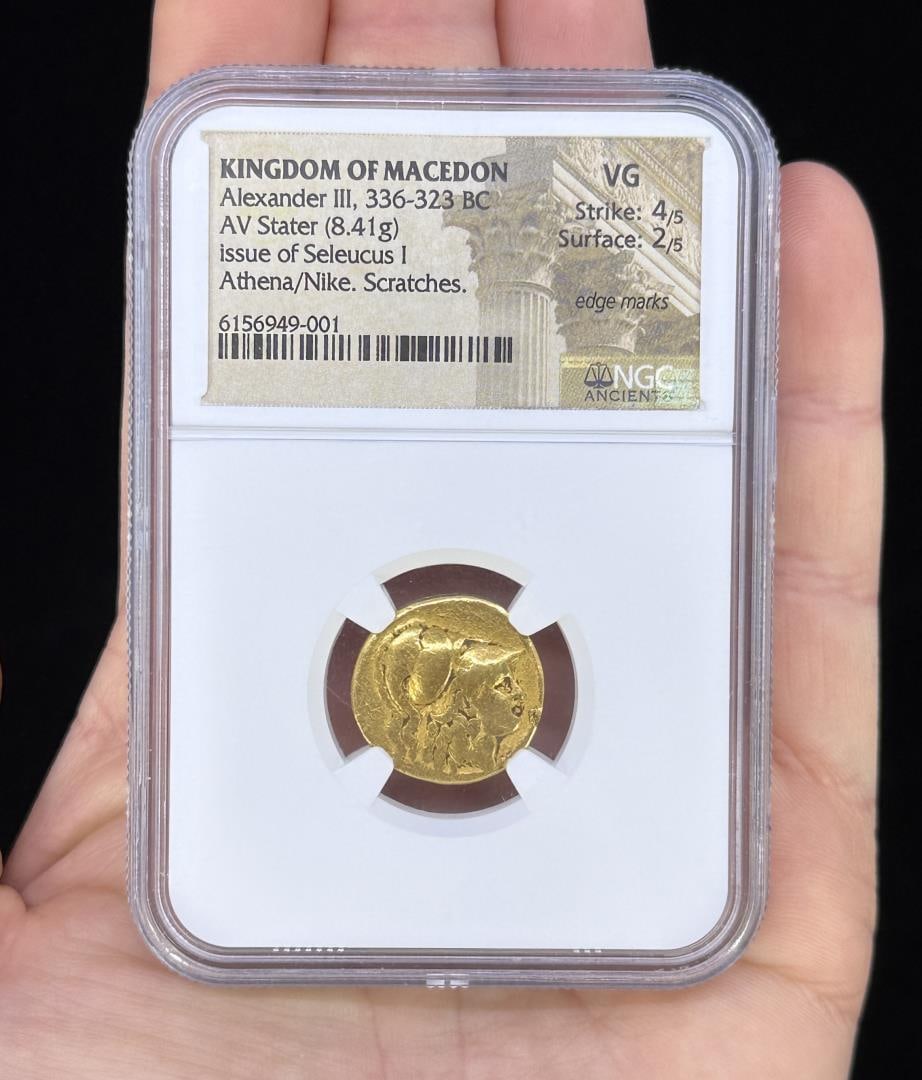 KINGDOM OF MACEDON
Alexander III, 336-323 BC
AV Stater (8.41g)
issue of Seleucus I
Athena/Nike. Scratches.
6156949-001
VG
Strike: 4/5
Surface: 2/5
edge marks
NGC
ANCIENTS